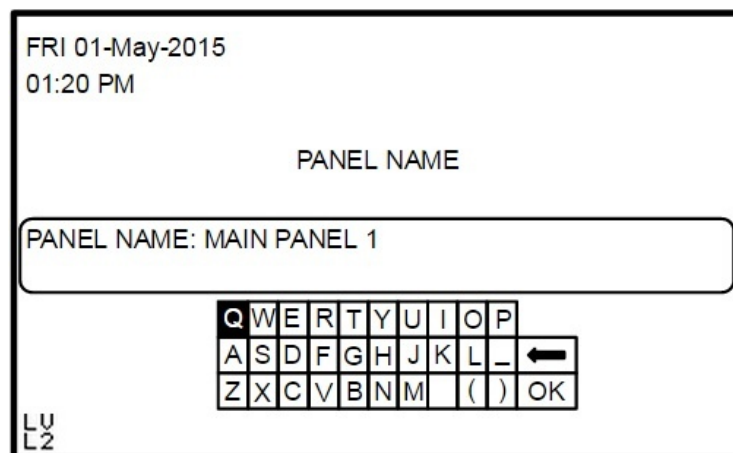 FRI 01-May-2015
01:20 PM
PANEL NAME
PANEL NAME: MAIN PANEL 1
Q W E R T Y U I O P
A S D F G H J K L _ ←
Z X C V B N M ( ) OK
LV
L2